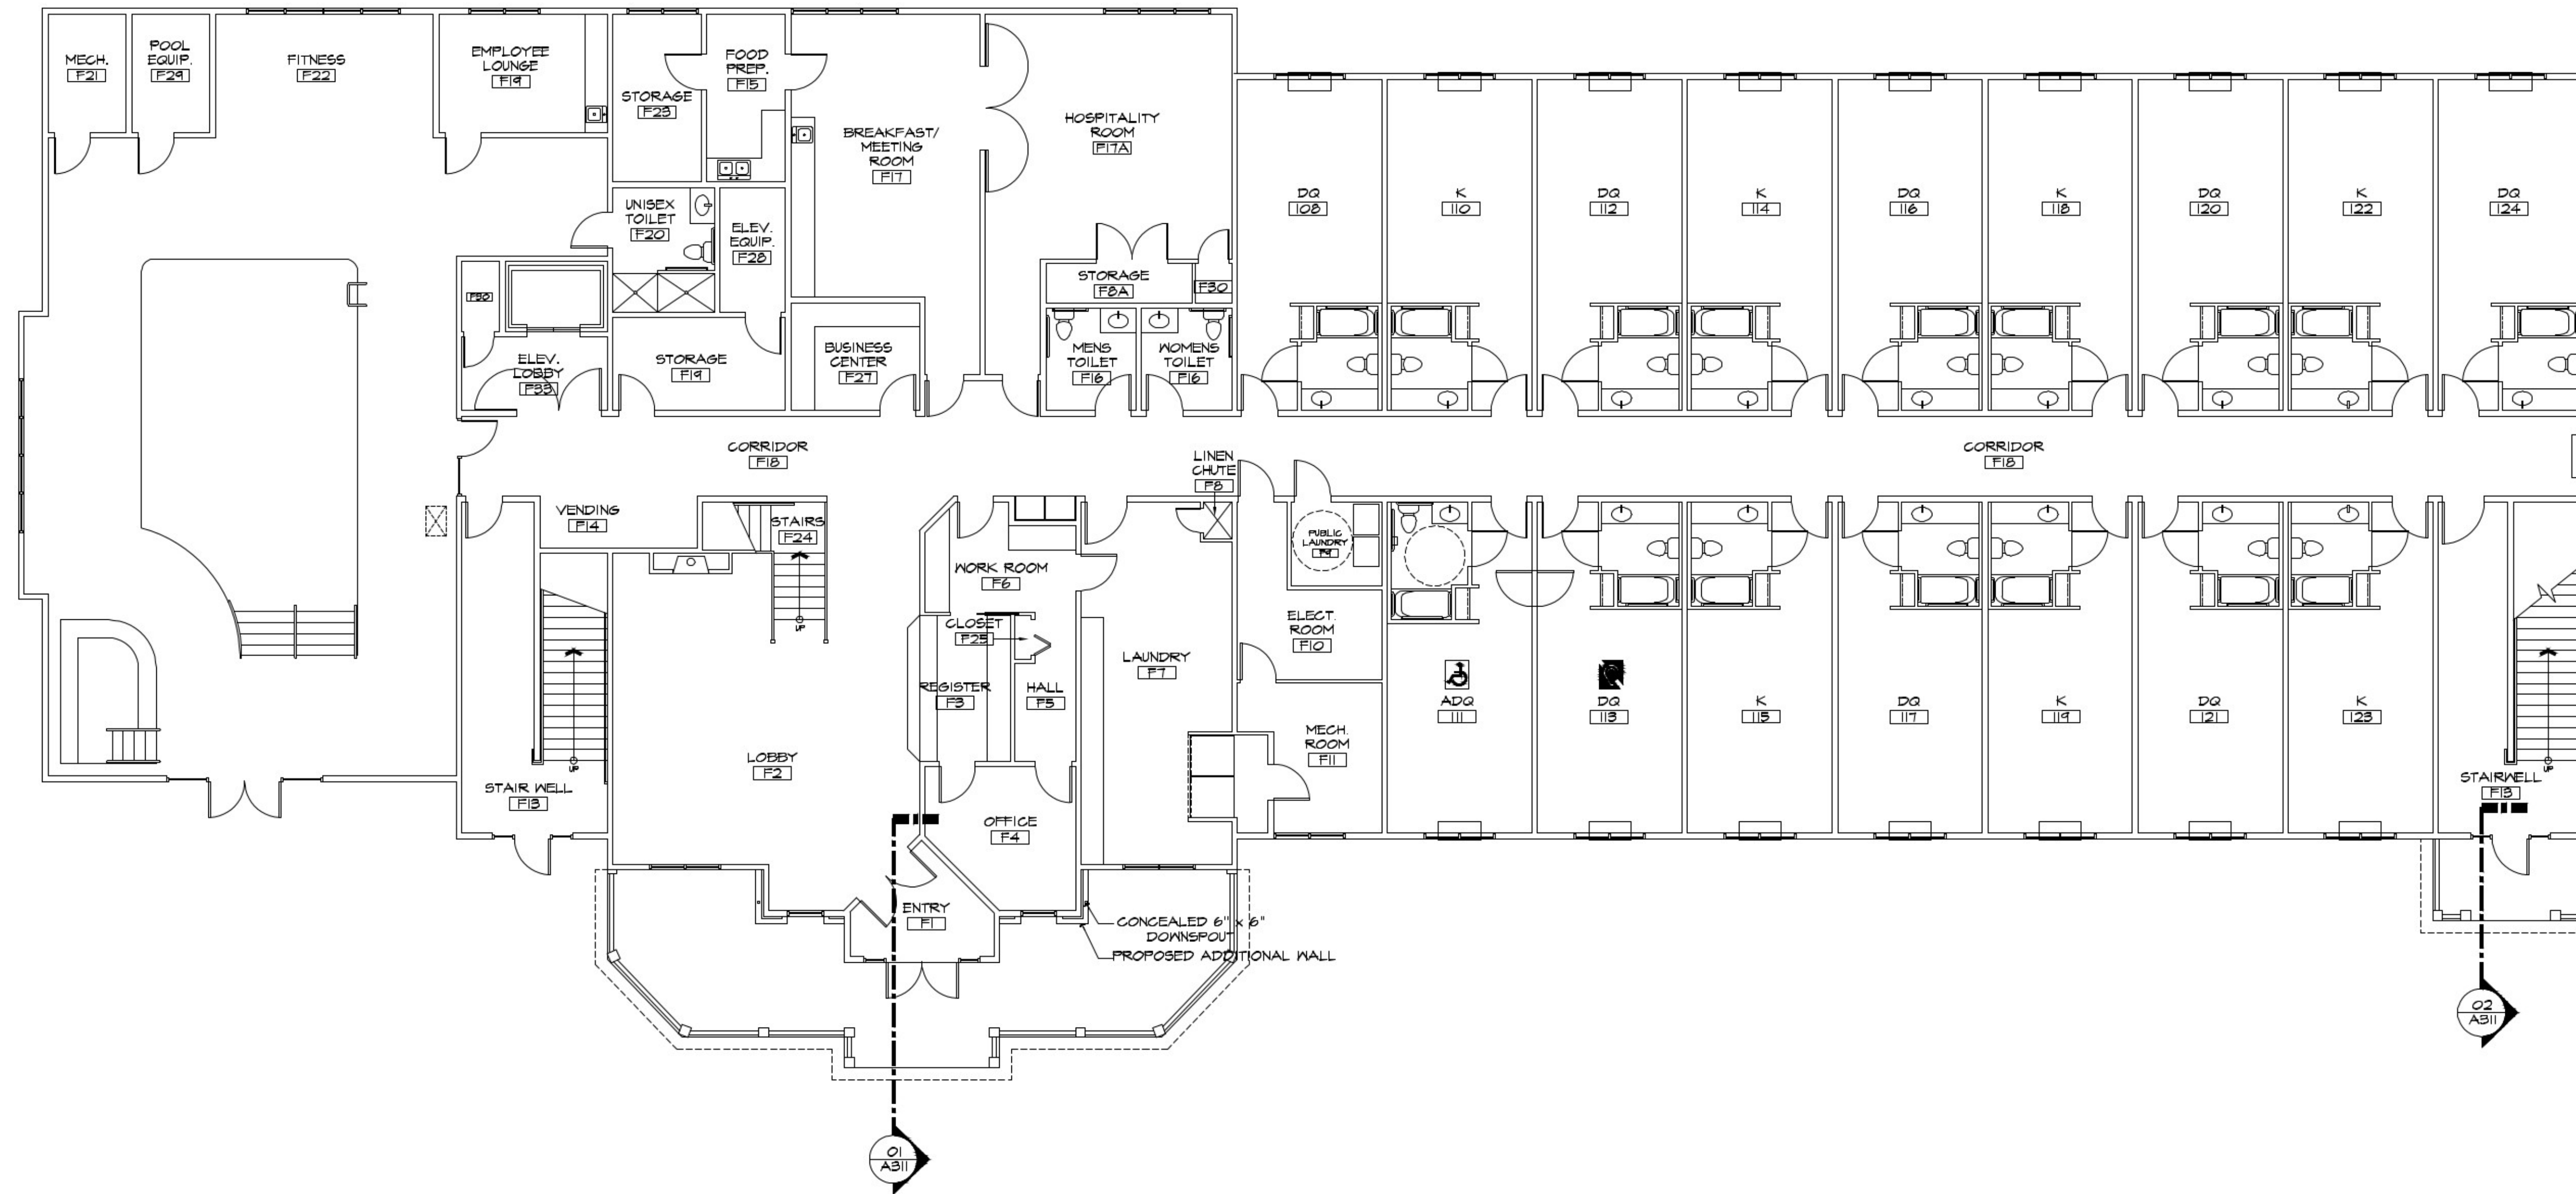 MECH.
F21
POOL
EQUIP.
F29
FITNESS
F22
EMPLOYEE
LOUNGE
F19
STORAGE
F23
FOOD
PREP.
F15
BREAKFAST/
MEETING
ROOM
F17
HOSPITALITY
ROOM
F17A
UNISEX
TOILET
F20
ELEV.
EQUIP.
F28
STORAGE
F8A
F30
F30
ELEV.
LOBBY
F33
STORAGE
F19
BUSINESS
CENTER
F27
MENS
TOILET
F16
WOMENS
TOILET
F16
DQ
108
K
110
DQ
112
K
114
DQ
116
K
118
DQ
120
K
122
DQ
124
CORRIDOR
F18
LINEN
CHUTE
F8
CORRIDOR
F18
VENDING
F14
STAIRS
F24
UP
WORK ROOM
F6
PUBLIC
LAUNDRY
F9
CLOSET
F25
ELECT.
ROOM
F10
REGISTER
F3
HALL
F5
LAUNDRY
F7
ADQ
111
DQ
113
K
115
DQ
117
K
119
DQ
121
K
123
MECH.
ROOM
F11
LOBBY
F2
UP
STAIR WELL
F13
UP
STAIRWELL
F13
OFFICE
F4
ENTRY
F1
CONCEALED 6" x 6"
DOWNSPOUT
PROPOSED ADDITIONAL WALL
02
A311
01
A311